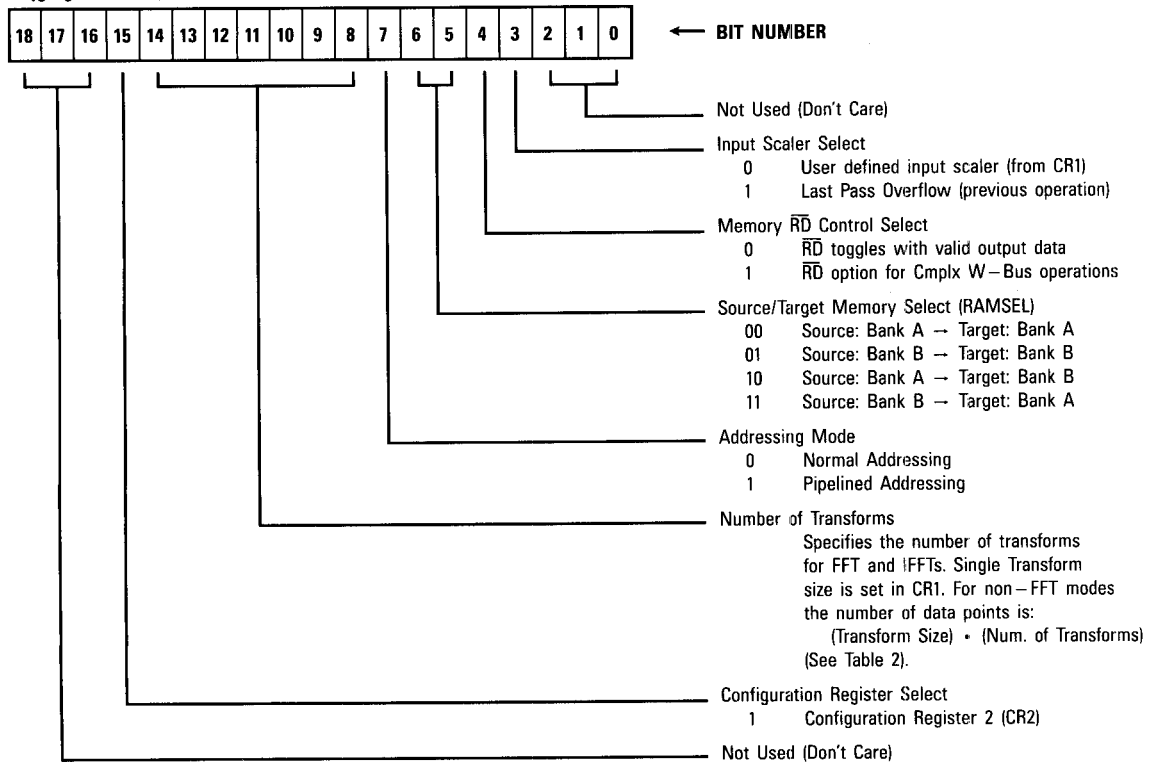 18 17 16 15 14 13 12 11 10 9 8 7 6 5 4 3 2 1 0 ← BIT NUMBER
Not Used (Don't Care)
Input Scaler Select
0 User defined input scaler (from CR1)
1 Last Pass Overflow (previous operation)
Memory R̅D̅ Control Select
0 R̅D̅ toggles with valid output data
1 R̅D̅ option for Cmplx W–Bus operations
Source/Target Memory Select (RAMSEL)
00 Source: Bank A → Target: Bank A
01 Source: Bank B → Target: Bank B
10 Source: Bank A → Target: Bank B
11 Source: Bank B → Target: Bank A
Addressing Mode
0 Normal Addressing
1 Pipelined Addressing
Number of Transforms
Specifies the number of transforms
for FFT and IFFTs. Single Transform
size is set in CR1. For non–FFT modes
the number of data points is:
(Transform Size) • (Num. of Transforms)
(See Table 2).
Configuration Register Select
1 Configuration Register 2 (CR2)
Not Used (Don't Care)